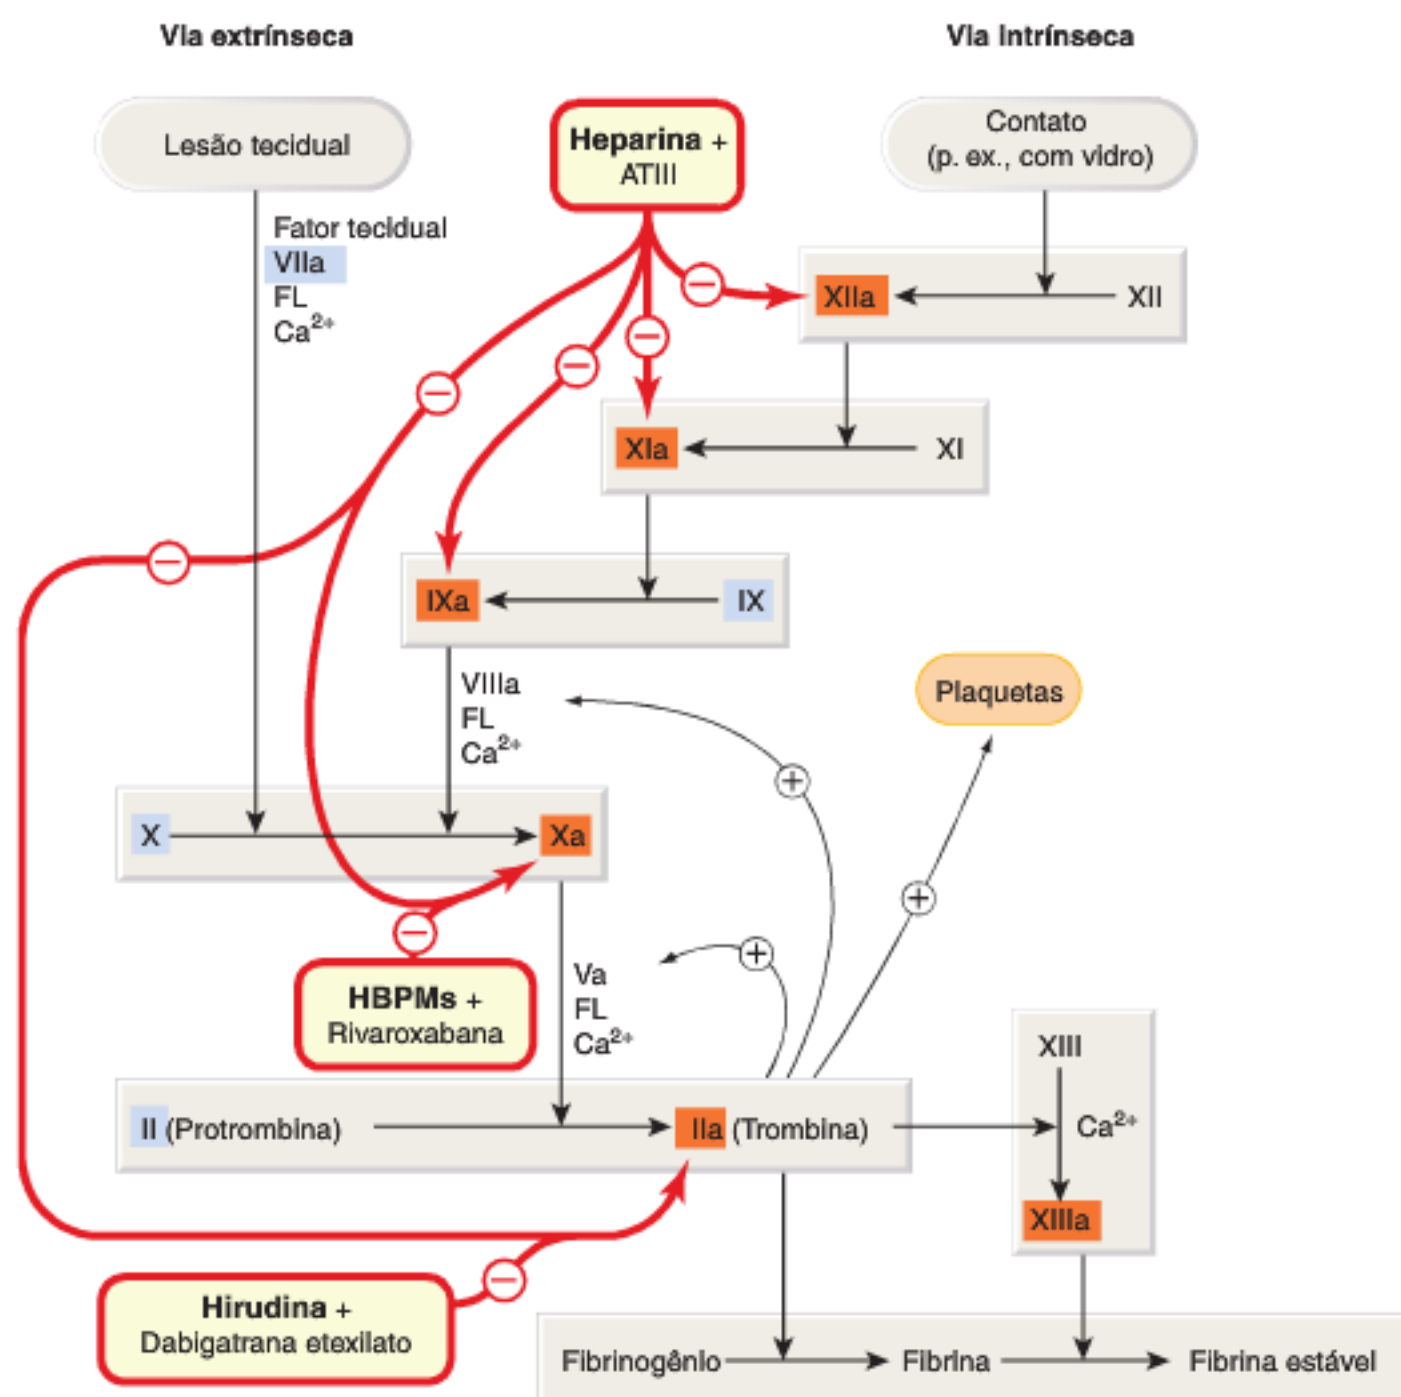 Via extrínseca
Via intrínseca
Lesão tecidual
Heparina +
ATIII
Contato
(p. ex., com vidro)
Fator tecidual
VIIa
FL
Ca²⁺
XIIa
XII
XIa
XI
IXa
IX
VIIIa
FL
Ca²⁺
Plaquetas
X
Xa
HBPMs +
Rivaroxabana
Va
FL
Ca²⁺
II (Protrombina)
IIa (Trombina)
XIII
Ca²⁺
XIIIa
Hirudina +
Dabigatrana etexilato
Fibrinogênio
Fibrina
Fibrina estável